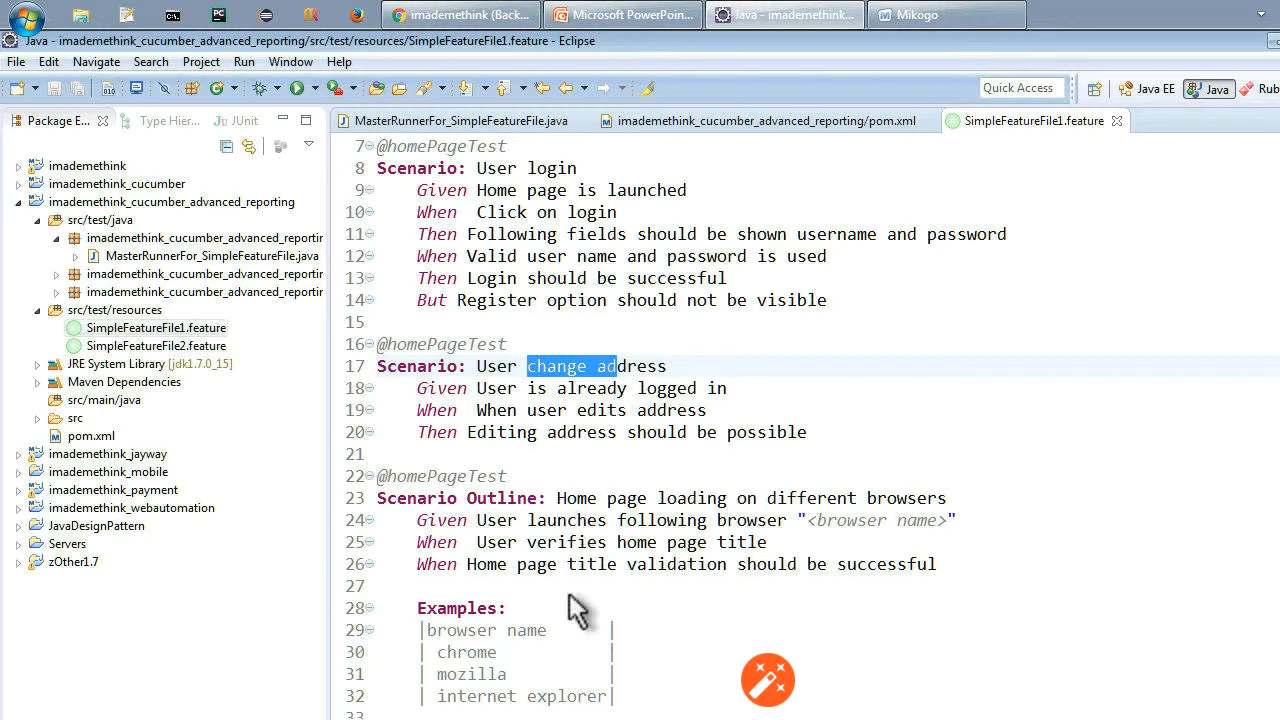 imademethink (Back...
Microsoft PowerPoin...
Java - imademethink...
Mikogo
Java - imademethink_cucumber_advanced_reporting/src/test/resources/SimpleFeatureFile1.feature - Eclipse
File Edit Navigate Search Project Run Window Help
Quick Access
Java EE
Java
Rub
Package E...
Type Hier...
JUnit
MasterRunnerFor_SimpleFeatureFile.java
imademethink_cucumber_advanced_reporting/pom.xml
SimpleFeatureFile1.feature
imademethink
imademethink_cucumber
imademethink_cucumber_advanced_reporting
src/test/java
imademethink_cucumber_advanced_reportin
MasterRunnerFor_SimpleFeatureFile.java
imademethink_cucumber_advanced_reportin
imademethink_cucumber_advanced_reportin
src/test/resources
SimpleFeatureFile1.feature
SimpleFeatureFile2.feature
JRE System Library [jdk1.7.0_15]
Maven Dependencies
src/main/java
src
pom.xml
imademethink_jayway
imademethink_mobile
imademethink_payment
imademethink_webautomation
JavaDesignPattern
Servers
zOther1.7
7 @homePageTest
8 Scenario: User login
9 Given Home page is launched
10 When Click on login
11 Then Following fields should be shown username and password
12 When Valid user name and password is used
13 Then Login should be successful
14 But Register option should not be visible
15
16 @homePageTest
17 Scenario: User change address
18 Given User is already logged in
19 When When user edits address
20 Then Editing address should be possible
21
22 @homePageTest
23 Scenario Outline: Home page loading on different browsers
24 Given User launches following browser "<browser name>"
25 When User verifies home page title
26 When Home page title validation should be successful
27
28 Examples:
29 |browser name |
30 | chrome |
31 | mozilla |
32 | internet explorer|
33